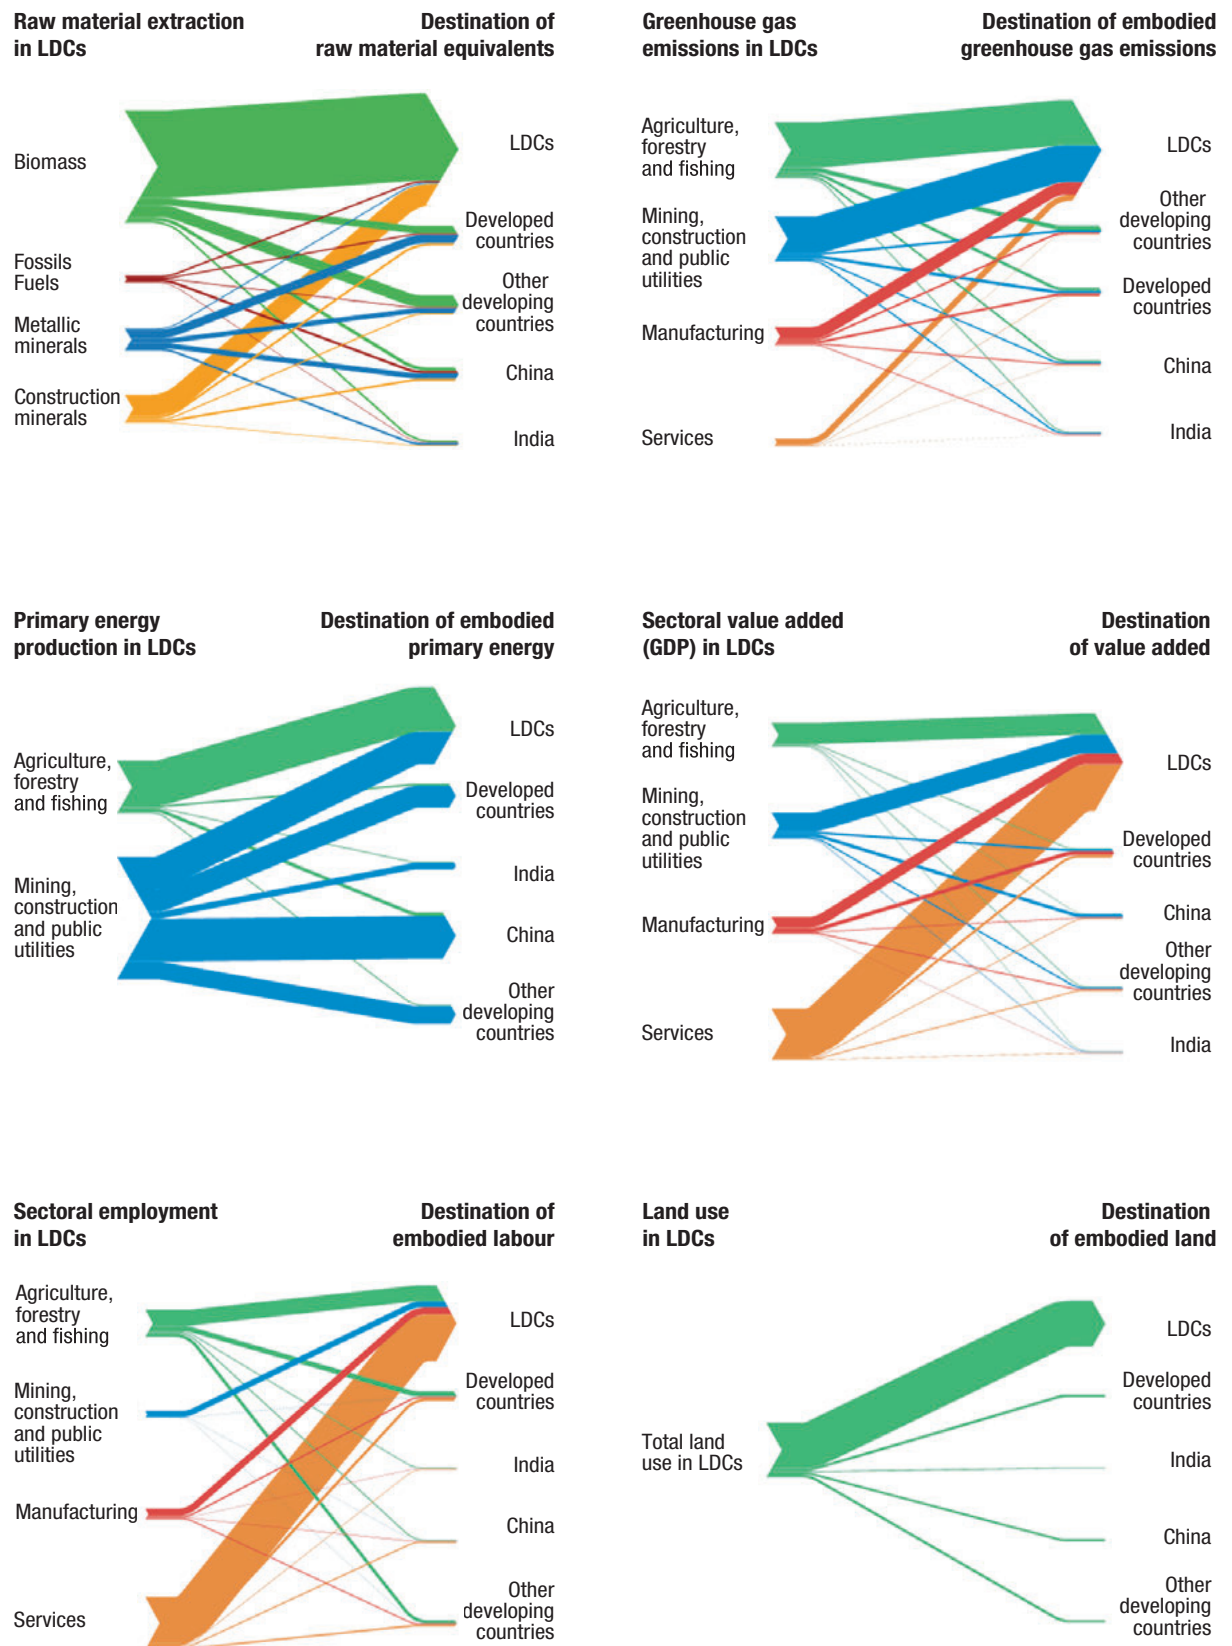 Raw material extraction
in LDCs
Destination of
raw material equivalents
Biomass
Fossils
Fuels
Metallic
minerals
Construction
minerals
LDCs
Developed
countries
Other
developing
countries
China
India
Greenhouse gas
emissions in LDCs
Destination of embodied
greenhouse gas emissions
Agriculture,
forestry
and fishing
Mining,
construction
and public
utilities
Manufacturing
Services
LDCs
Other
developing
countries
Developed
countries
China
India
Primary energy
production in LDCs
Destination of embodied
primary energy
Agriculture,
forestry
and fishing
Mining,
construction
and public
utilities
LDCs
Developed
countries
India
China
Other
developing
countries
Sectoral value added
(GDP) in LDCs
Destination
of value added
Agriculture,
forestry
and fishing
Mining,
construction
and public
utilities
Manufacturing
Services
LDCs
Developed
countries
China
Other
developing
countries
India
Sectoral employment
in LDCs
Destination of
embodied labour
Agriculture,
forestry
and fishing
Mining,
construction
and public
utilities
Manufacturing
Services
LDCs
Developed
countries
India
China
Other
developing
countries
Land use
in LDCs
Destination
of embodied land
Total land
use in LDCs
LDCs
Developed
countries
India
China
Other
developing
countries